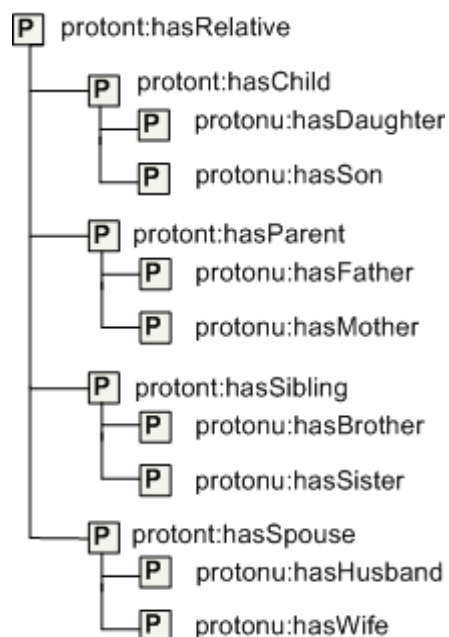 P protont:hasRelative
P protont:hasChild
P protonu:hasDaughter
P protonu:hasSon
P protont:hasParent
P protonu:hasFather
P protonu:hasMother
P protont:hasSibling
P protonu:hasBrother
P protonu:hasSister
P protont:hasSpouse
P protonu:hasHusband
P protonu:hasWife